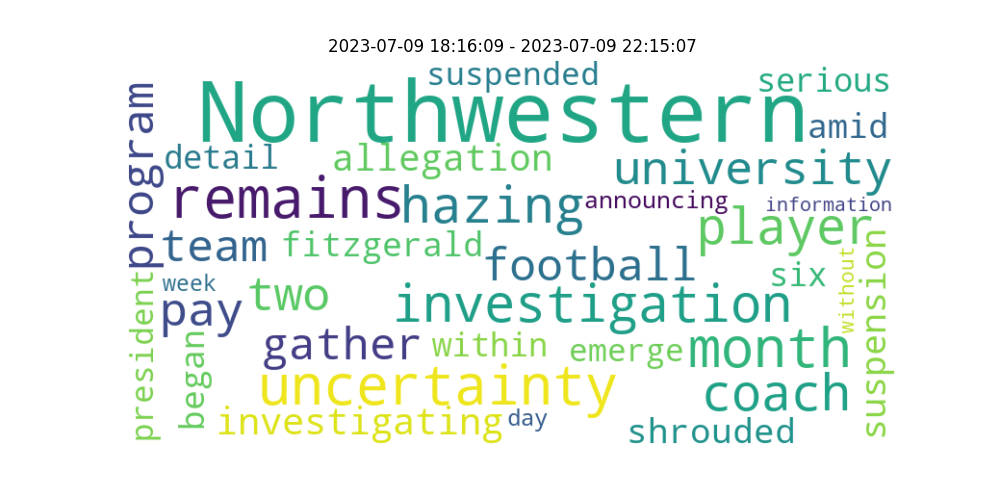 2023-07-09 18:16:09 - 2023-07-09 22:15:07
suspended
serious
Northwestern
amid
program
detail
allegation
university
remains
hazing
announcing
information
player
team
fitzgerald
football
six
without
suspension
week
pay
two
investigation
president
began
gather
within
emerge
month
uncertainty
coach
investigating
day
shrouded